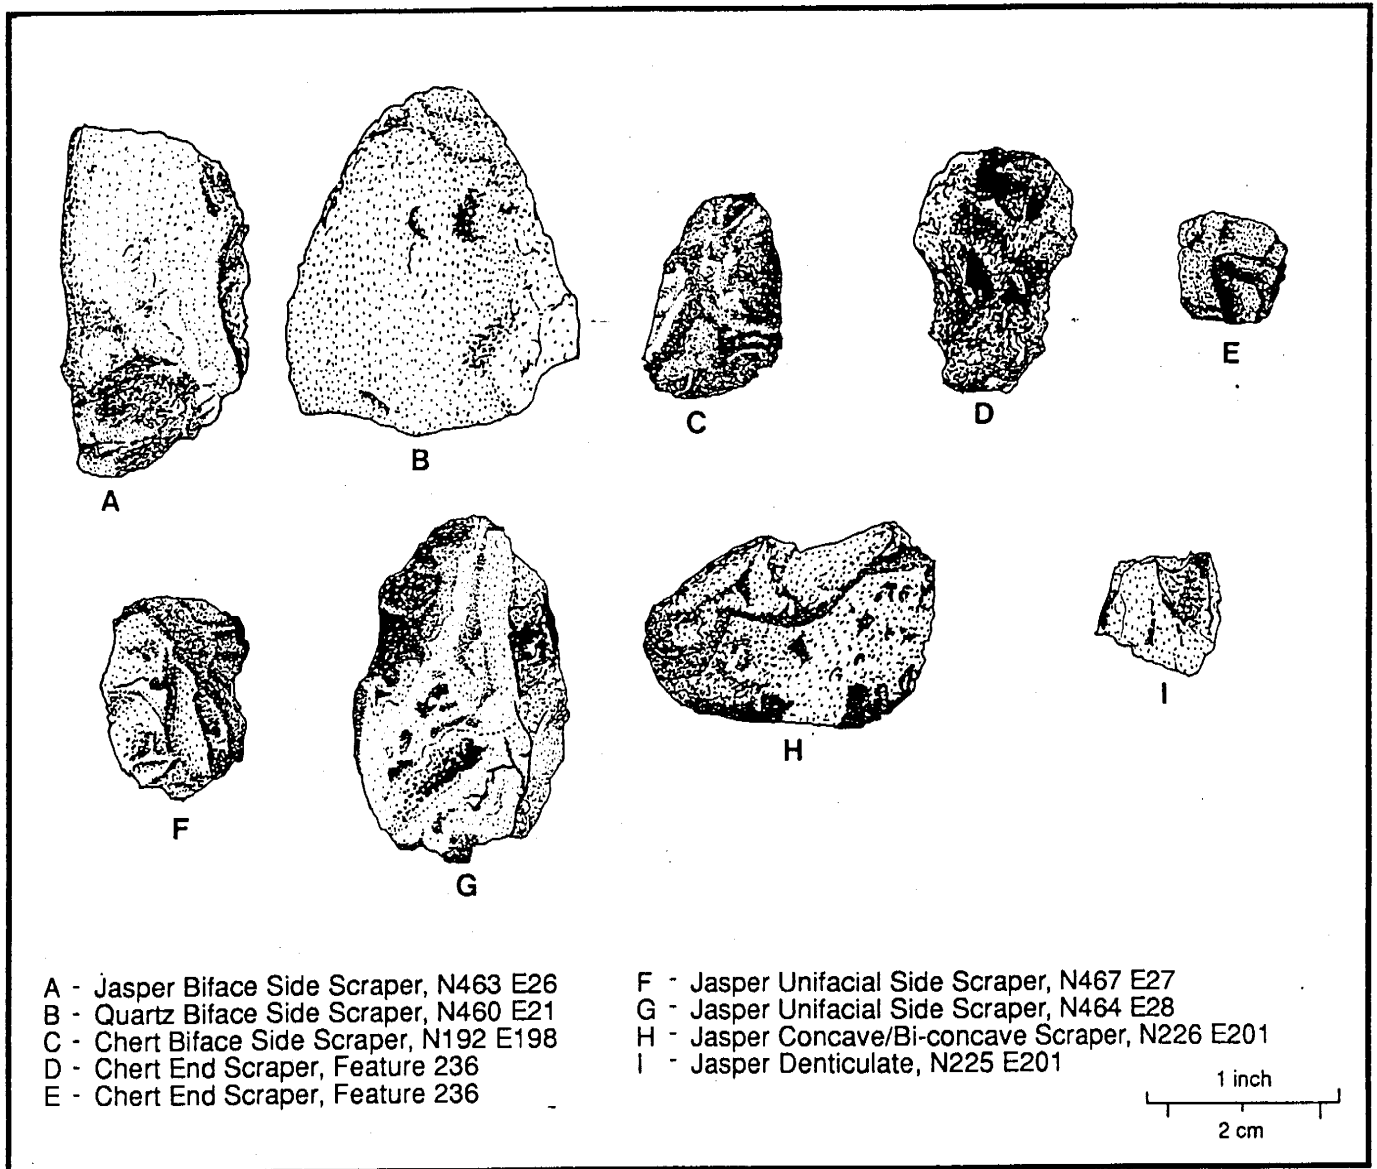 A
B
C
D
E
F
G
H
I
A - Jasper Biface Side Scraper, N463 E26
B - Quartz Biface Side Scraper, N460 E21
C - Chert Biface Side Scraper, N192 E198
D - Chert End Scraper, Feature 236
E - Chert End Scraper, Feature 236
F - Jasper Unifacial Side Scraper, N467 E27
G - Jasper Unifacial Side Scraper, N464 E28
H - Jasper Concave/Bi-concave Scraper, N226 E201
I - Jasper Denticulate, N225 E201
1 inch
2 cm